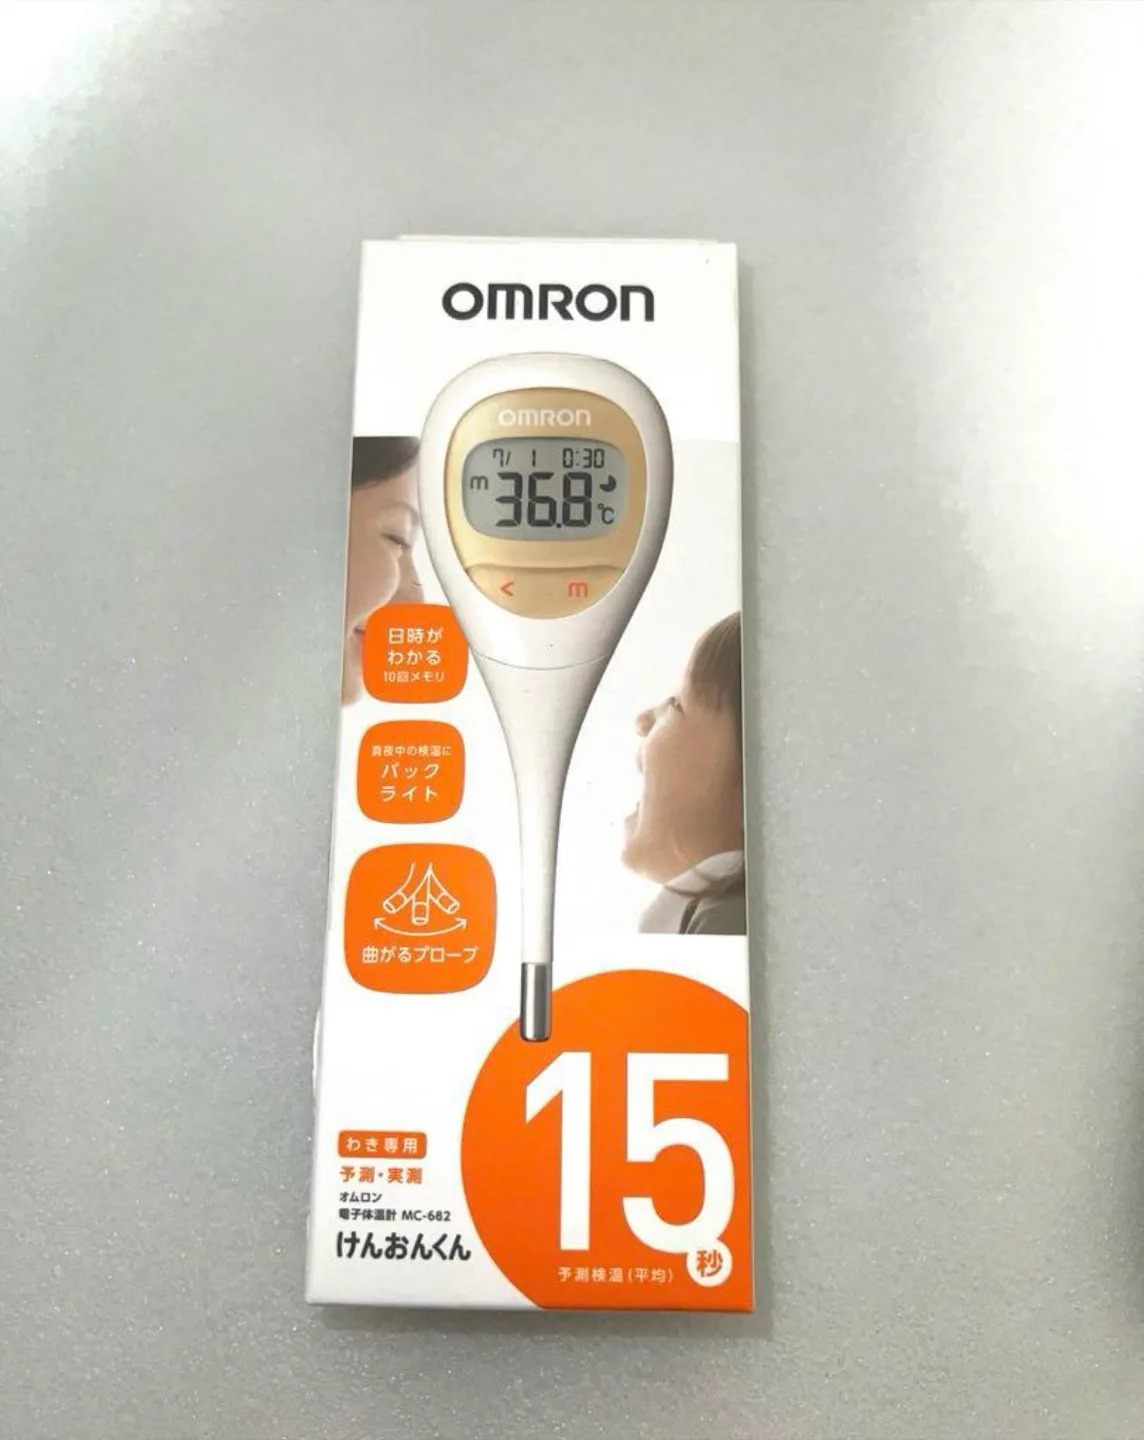 OMRON
OMRON
7/ 1 0:30
m 36.8 ℃
< m
日時が
わかる
10回メモリ
真夜中の検温に
バック
ライト
曲がるプローブ
15秒
予測検温(平均)
わき専用
予測・実測
オムロン
電子体温計 MC-682
けんおんくん